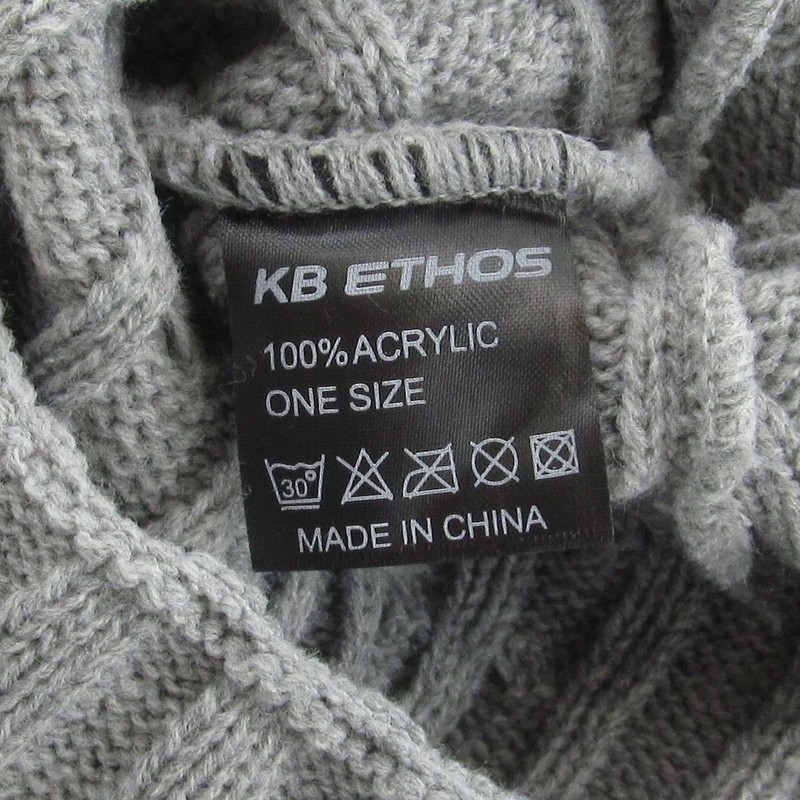 KB ETHOS
100% ACRYLIC
ONE SIZE
30°
MADE IN CHINA